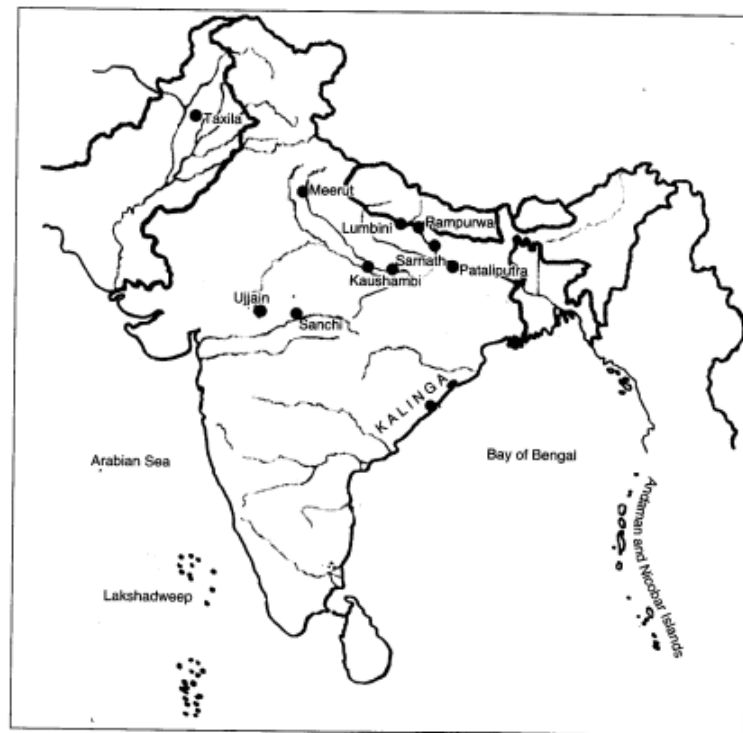 Taxila
Meerut
Lumbini
Rampurwa
Sarnath
Pataliputra
Kaushambi
Ujjain
Sanchi
KALINGA
Arabian Sea
Bay of Bengal
Andaman and Nicobar Islands
Lakshadweep